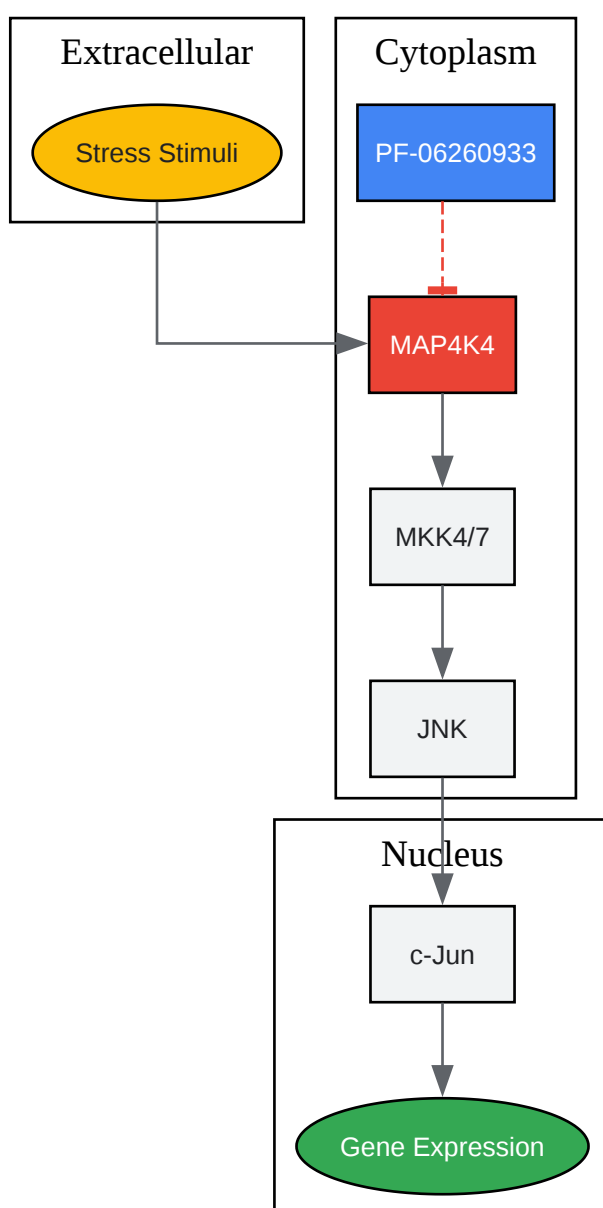 Extracellular
Cytoplasm
Stress Stimuli
PF-06260933
MAP4K4
MKK4/7
JNK
Nucleus
c-Jun
Gene Expression